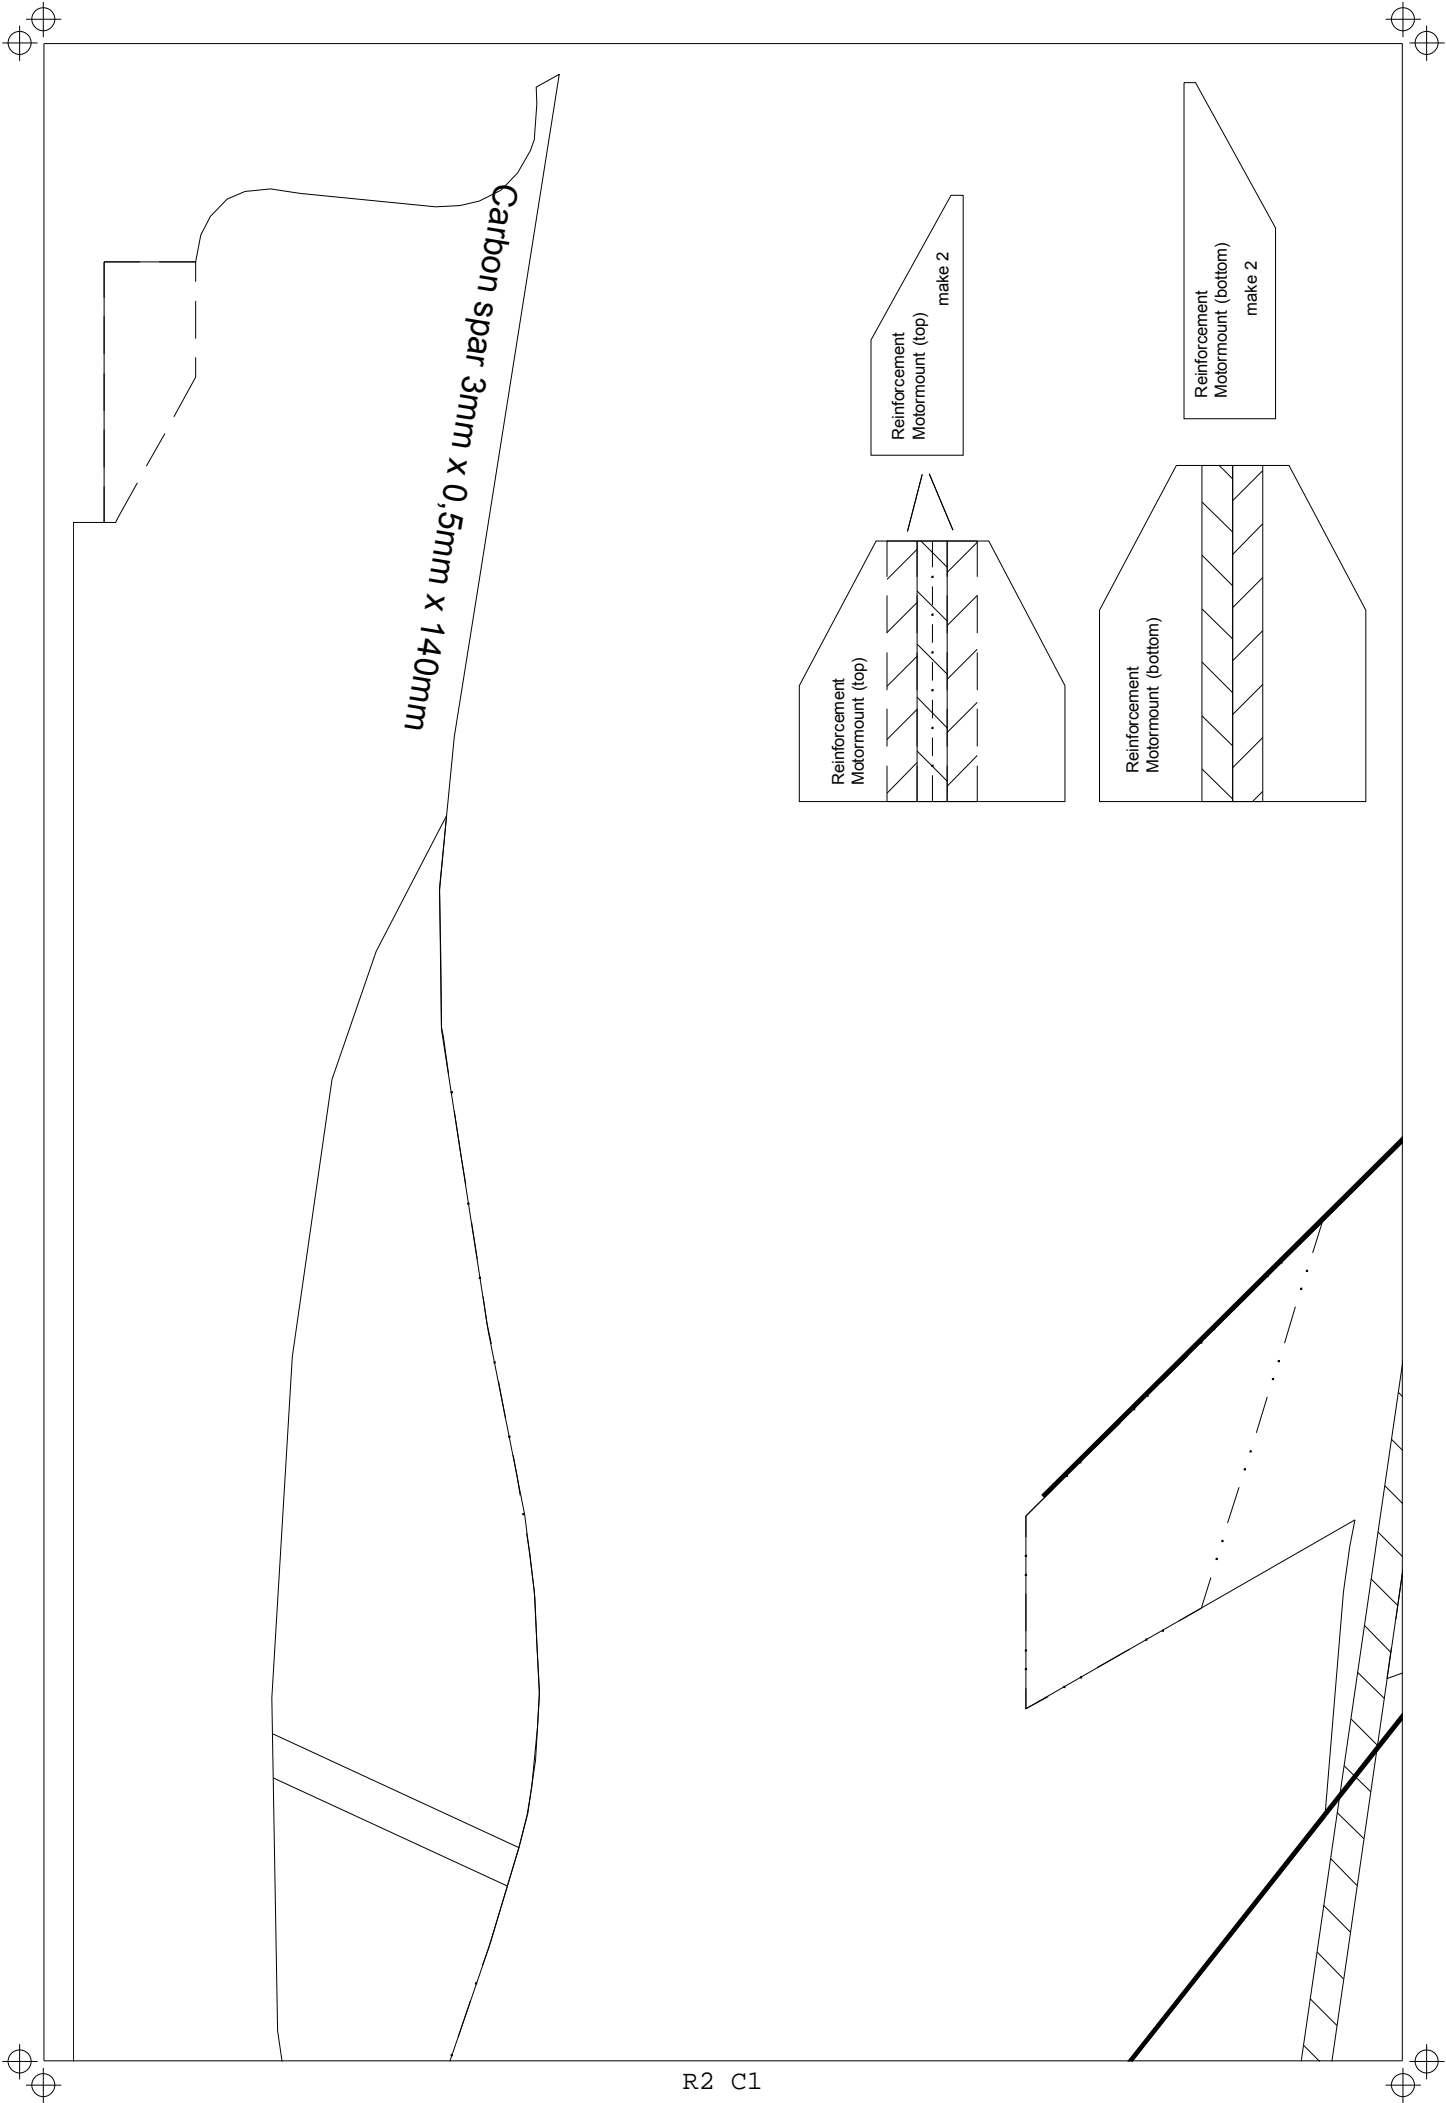 Carbon spar 3mm x 0,5mm x 140mm
Reinforcement
Motormount (top)
make 2
Reinforcement
Motormount (bottom)
make 2
Reinforcement
Motormount (top)
Reinforcement
Motormount (bottom)
R2 C1